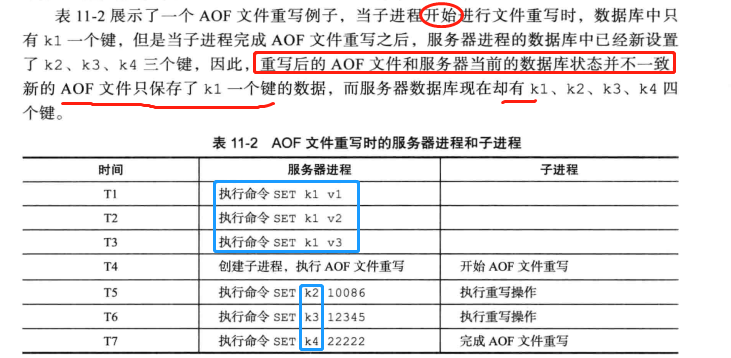 表 11-2 展示了一个 AOF 文件重写例子，当子进程开始进行文件重写时，数据库中只
有 k1 一个键，但是当子进程完成 AOF 文件重写之后，服务器进程的数据库中已经新设置
了 k2、k3、k4 三个键，因此，重写后的 AOF 文件和服务器当前的数据库状态并不一致
新的 AOF 文件只保存了 k1 一个键的数据，而服务器数据库现在却有 k1、k2、k3、k4 四
个键。
表 11-2 AOF 文件重写时的服务器进程和子进程
时间 服务器进程 子进程
T1 执行命令 SET k1 v1
T2 执行命令 SET k1 v2
T3 执行命令 SET k1 v3
T4 创建子进程，执行 AOF 文件重写 开始 AOF 文件重写
T5 执行命令 SET k2 10086 执行重写操作
T6 执行命令 SET k3 12345 执行重写操作
T7 执行命令 SET k4 22222 完成 AOF 文件重写